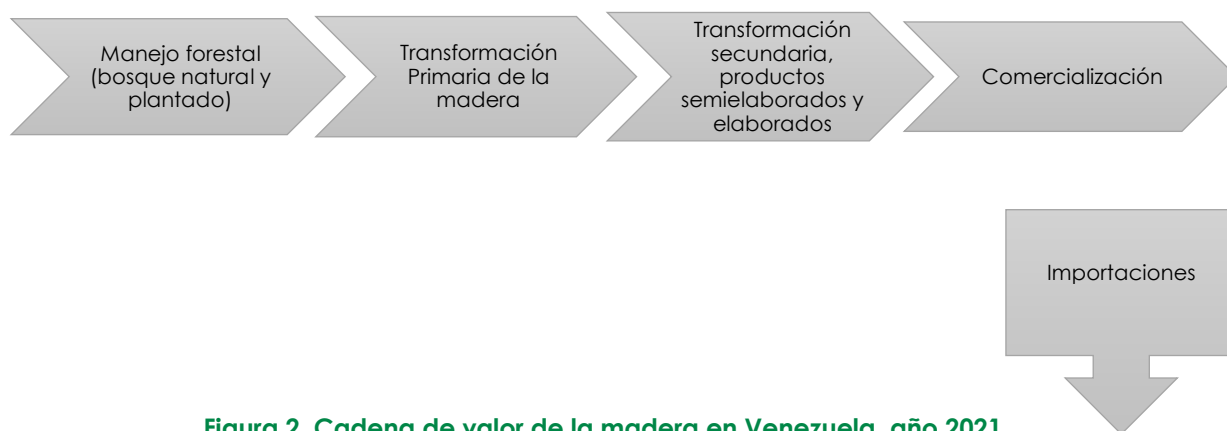 Manejo forestal
(bosque natural y
plantado)
Transformación
Primaria de la
madera
Transformación
secundaria,
productos
semielaborados y
elaborados
Comercialización
Importaciones
Figura 2. Cadena de valor de la madera en Venezuela, año 2021